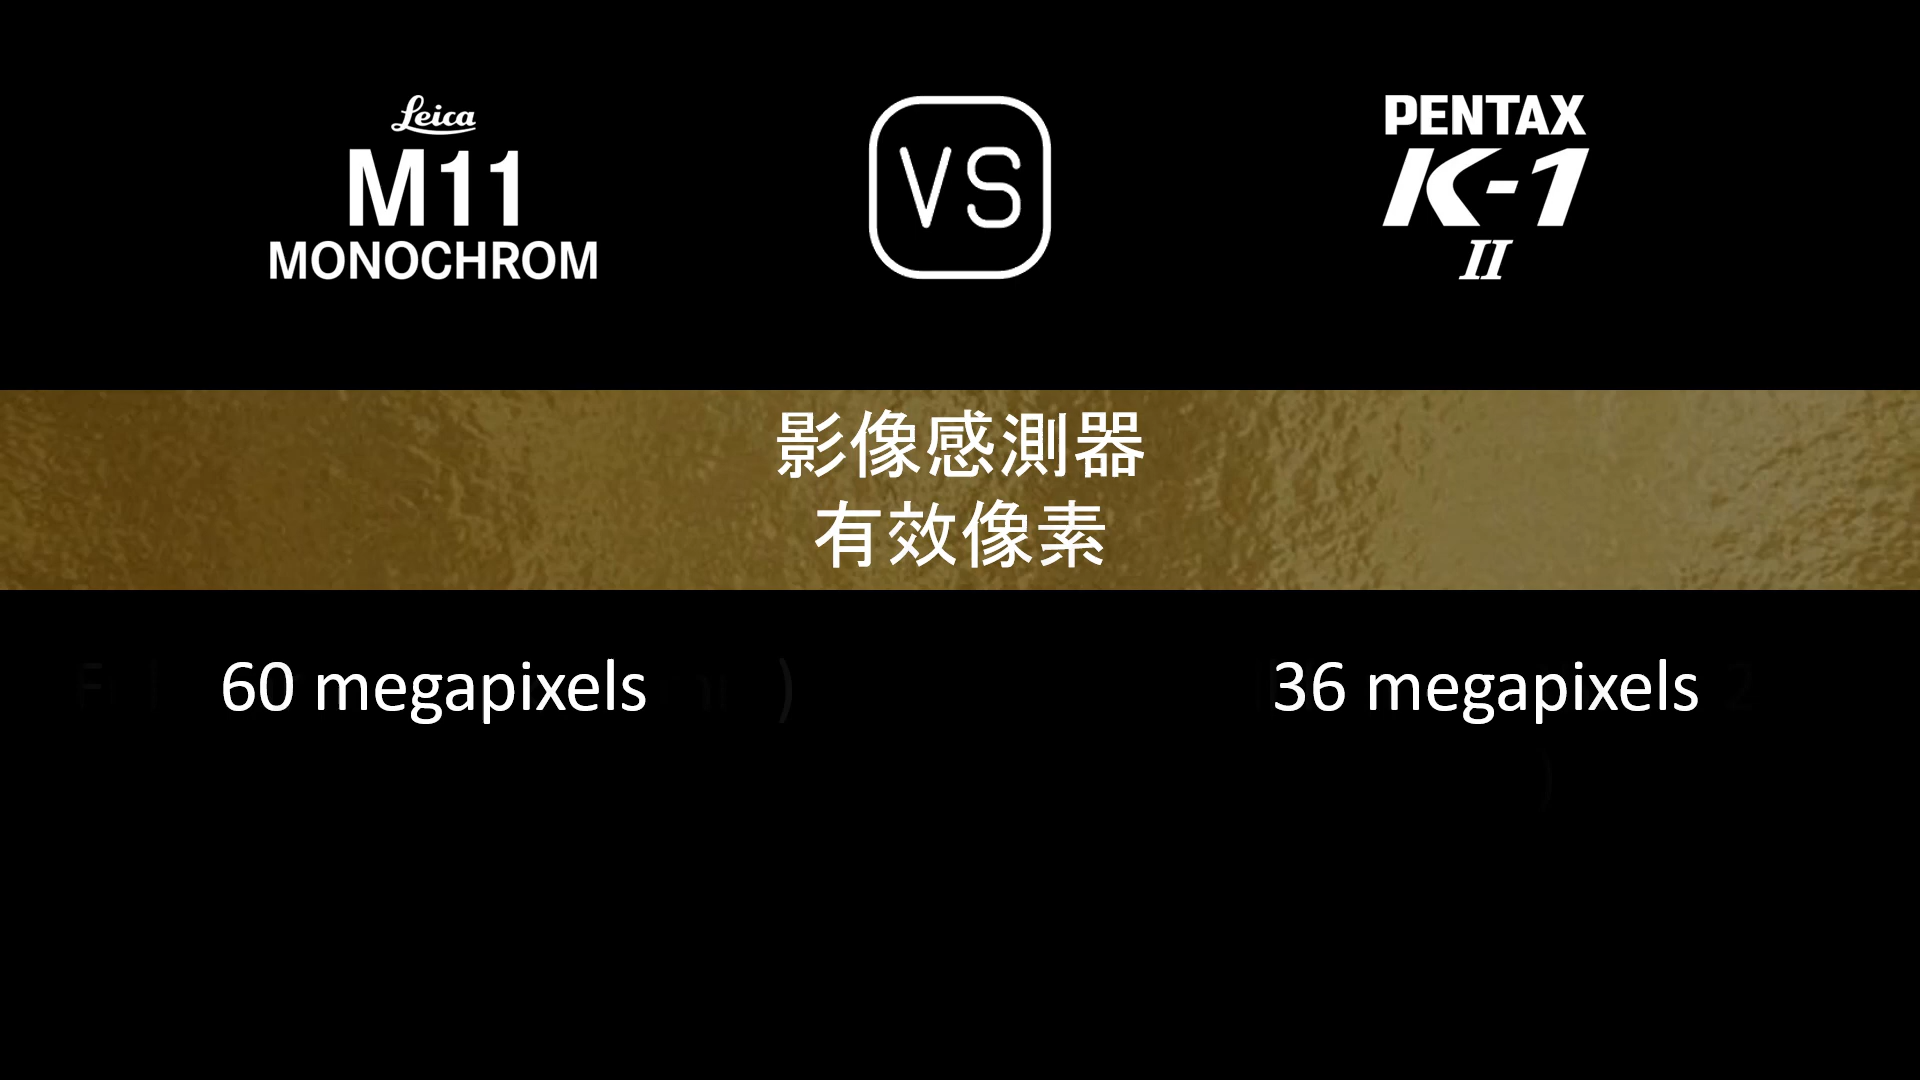 Leica
M11
MONOCHROM
VS
PENTAX
K-1
II
影像感測器
有效像素
60 megapixels
36 megapixels